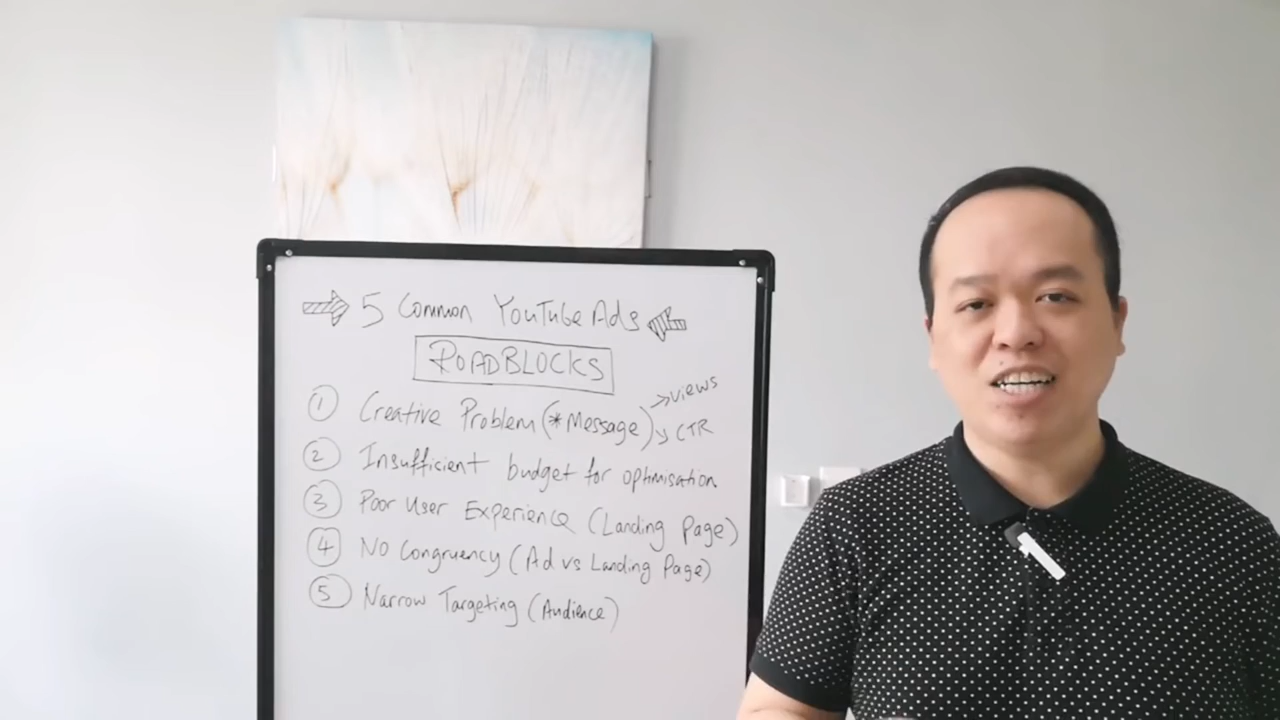 5 Common YouTube Ads
ROADBLOCKS
1 Creative Problem (*Message) views
CTR
2 Insufficient budget for optimisation
3 Poor User Experience (Landing Page)
4 No Congruency (Ad vs Landing Page)
5 Narrow Targeting (Audience)